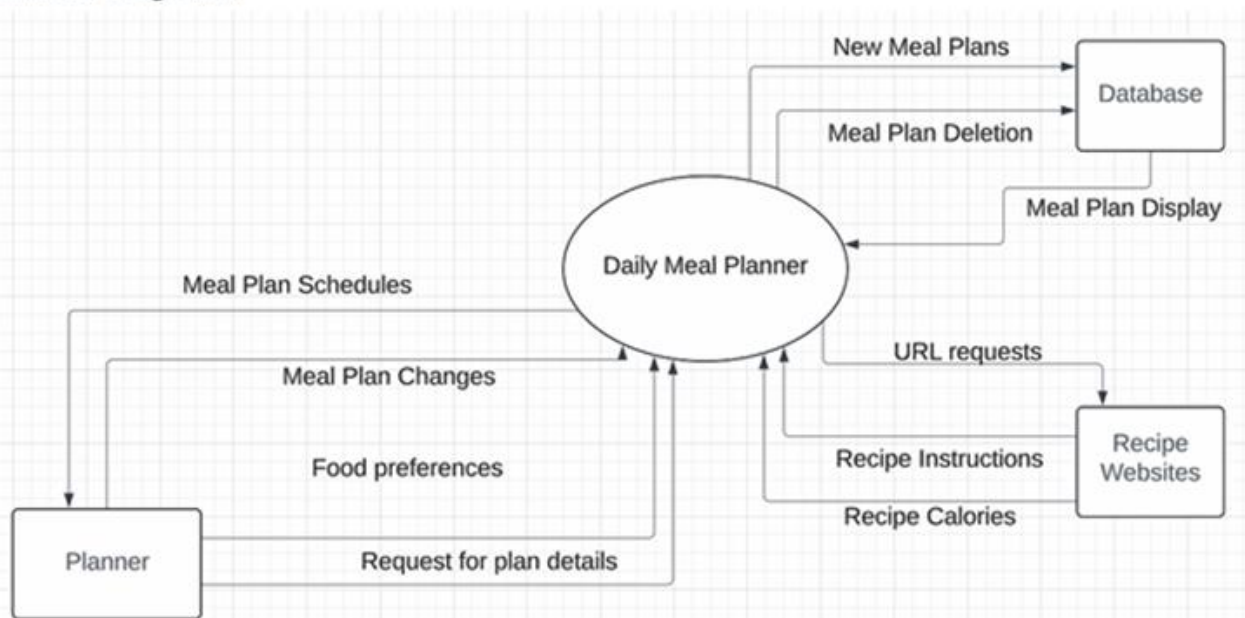 New Meal Plans
Database
Meal Plan Deletion
Meal Plan Display
Daily Meal Planner
Meal Plan Schedules
URL requests
Meal Plan Changes
Recipe
Websites
Recipe Instructions
Food preferences
Recipe Calories
Planner
Request for plan details